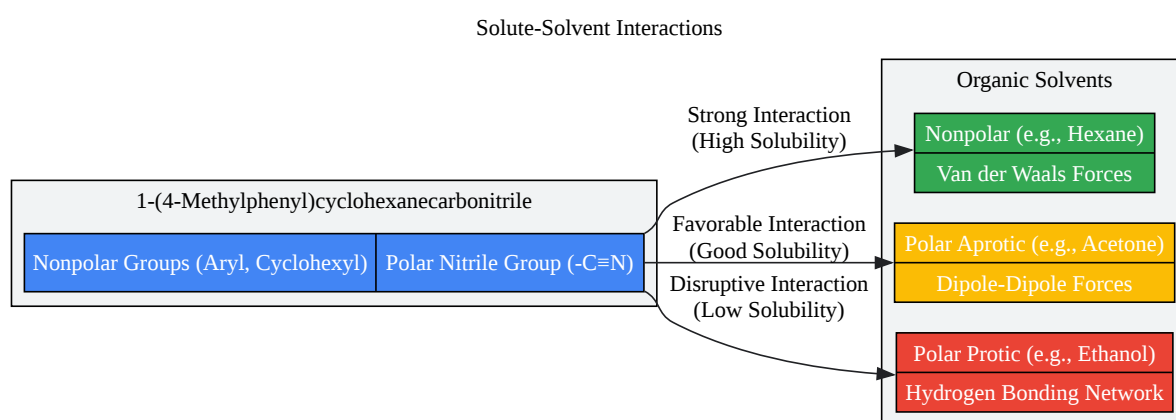 Solute-Solvent Interactions
1-(4-Methylphenyl)cyclohexanecarbonitrile
Nonpolar Groups (Aryl, Cyclohexyl)
Polar Nitrile Group (-C≡N)
Strong Interaction
(High Solubility)
Favorable Interaction
(Good Solubility)
Disruptive Interaction
(Low Solubility)
Organic Solvents
Nonpolar (e.g., Hexane)
Van der Waals Forces
Polar Aprotic (e.g., Acetone)
Dipole-Dipole Forces
Polar Protic (e.g., Ethanol)
Hydrogen Bonding Network